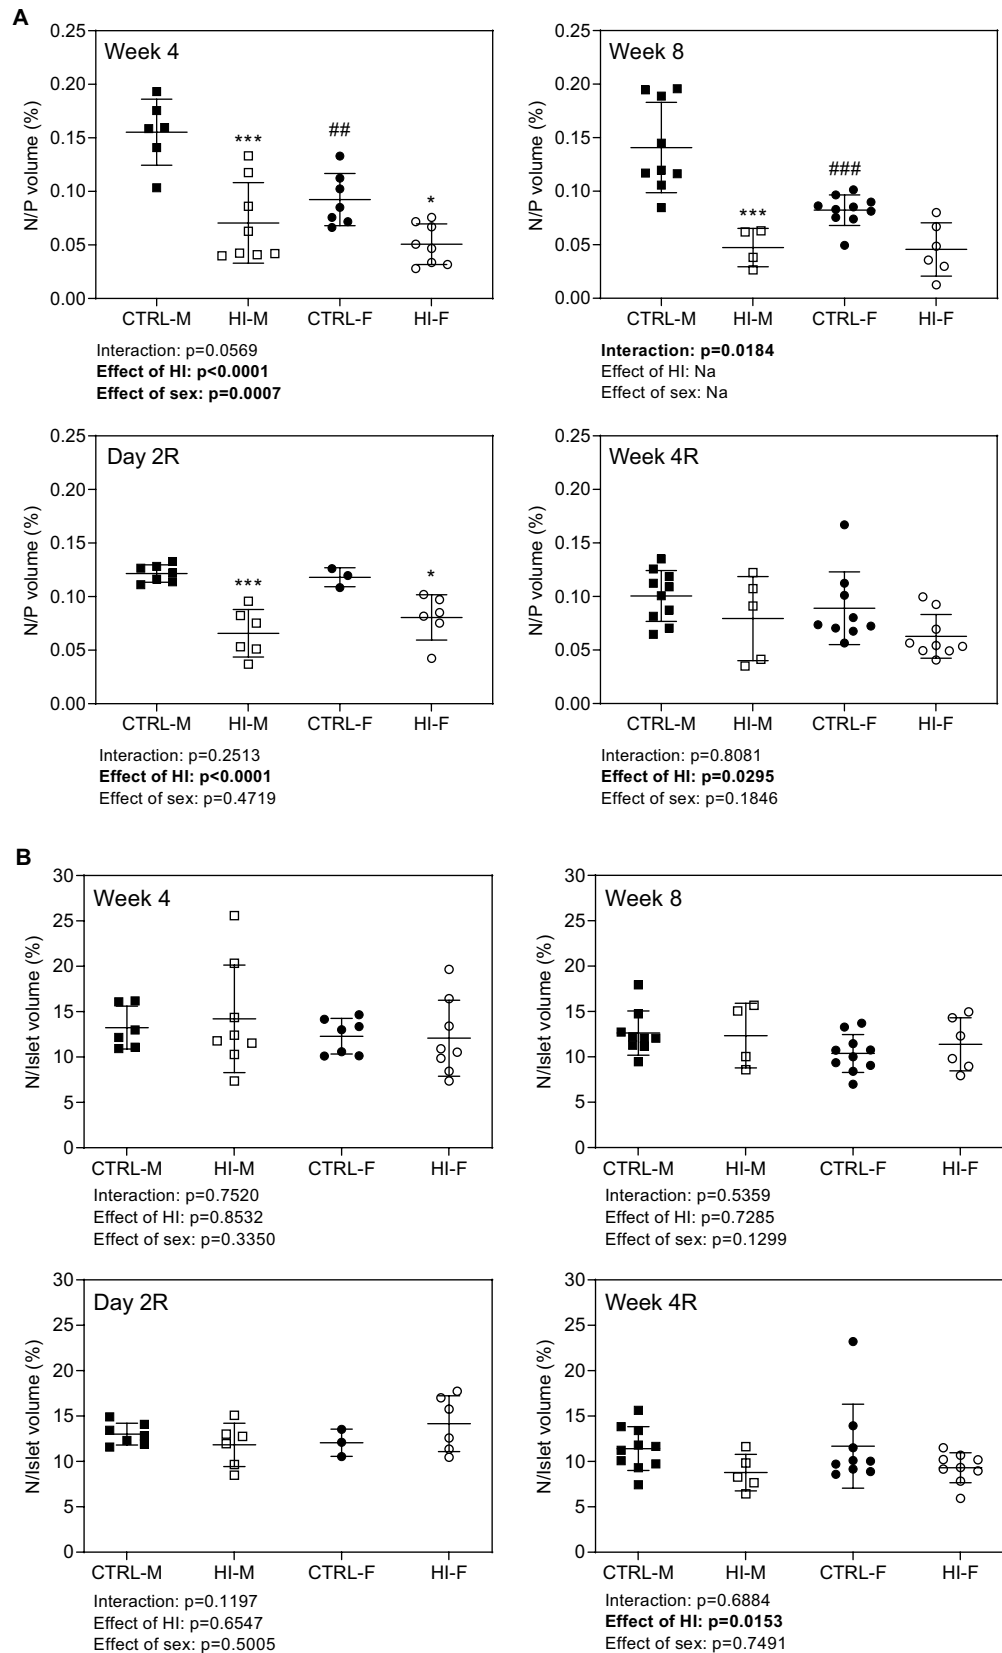 A
Week 4
N/P volume (%)
0.25
0.20
0.15
0.10
0.05
0.00
***
##
*
CTRL-M HI-M CTRL-F HI-F
Interaction: p=0.0569
Effect of HI: p<0.0001
Effect of sex: p=0.0007
Week 8
N/P volume (%)
0.25
0.20
0.15
0.10
0.05
0.00
***
###
CTRL-M HI-M CTRL-F HI-F
Interaction: p=0.0184
Effect of HI: Na
Effect of sex: Na
Day 2R
N/P volume (%)
0.25
0.20
0.15
0.10
0.05
0.00
***
*
CTRL-M HI-M CTRL-F HI-F
Interaction: p=0.2513
Effect of HI: p<0.0001
Effect of sex: p=0.4719
Week 4R
N/P volume (%)
0.25
0.20
0.15
0.10
0.05
0.00
CTRL-M HI-M CTRL-F HI-F
Interaction: p=0.8081
Effect of HI: p=0.0295
Effect of sex: p=0.1846
B
Week 4
N/Islet volume (%)
30
25
20
15
10
5
0
CTRL-M HI-M CTRL-F HI-F
Interaction: p=0.7520
Effect of HI: p=0.8532
Effect of sex: p=0.3350
Week 8
N/Islet volume (%)
30
25
20
15
10
5
0
CTRL-M HI-M CTRL-F HI-F
Interaction: p=0.5359
Effect of HI: p=0.7285
Effect of sex: p=0.1299
Day 2R
N/Islet volume (%)
30
25
20
15
10
5
0
CTRL-M HI-M CTRL-F HI-F
Interaction: p=0.1197
Effect of HI: p=0.6547
Effect of sex: p=0.5005
Week 4R
N/Islet volume (%)
30
25
20
15
10
5
0
CTRL-M HI-M CTRL-F HI-F
Interaction: p=0.6884
Effect of HI: p=0.0153
Effect of sex: p=0.7491